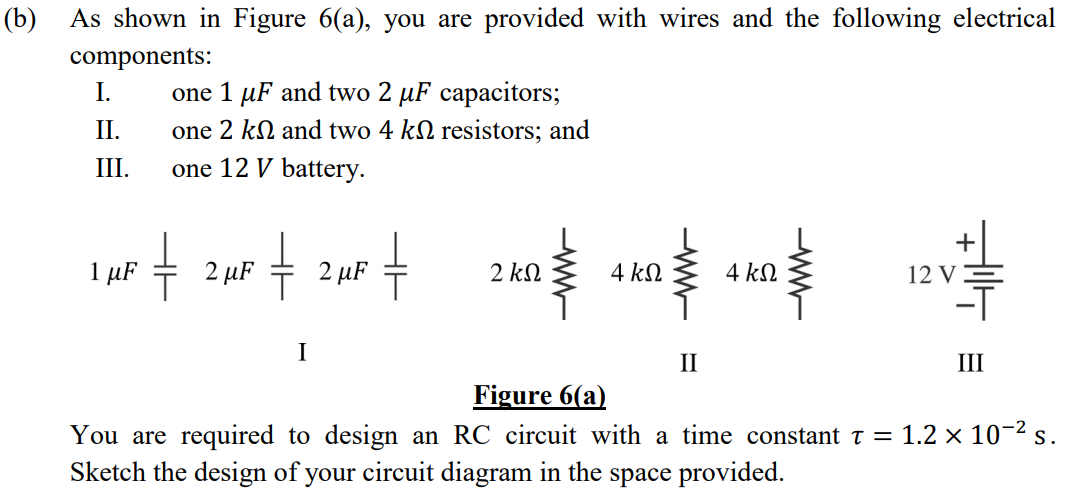 (b) As shown in Figure 6(a), you are provided with wires and the following electrical
components:
I. one 1 μF and two 2 μF capacitors;
II. one 2 kΩ and two 4 kΩ resistors; and
III. one 12 V battery.
1 μF 2 μF 2 μF 2 kΩ 4 kΩ 4 kΩ 12 V + −
I II III
Figure 6(a)
You are required to design an RC circuit with a time constant τ = 1.2 × 10⁻² s.
Sketch the design of your circuit diagram in the space provided.